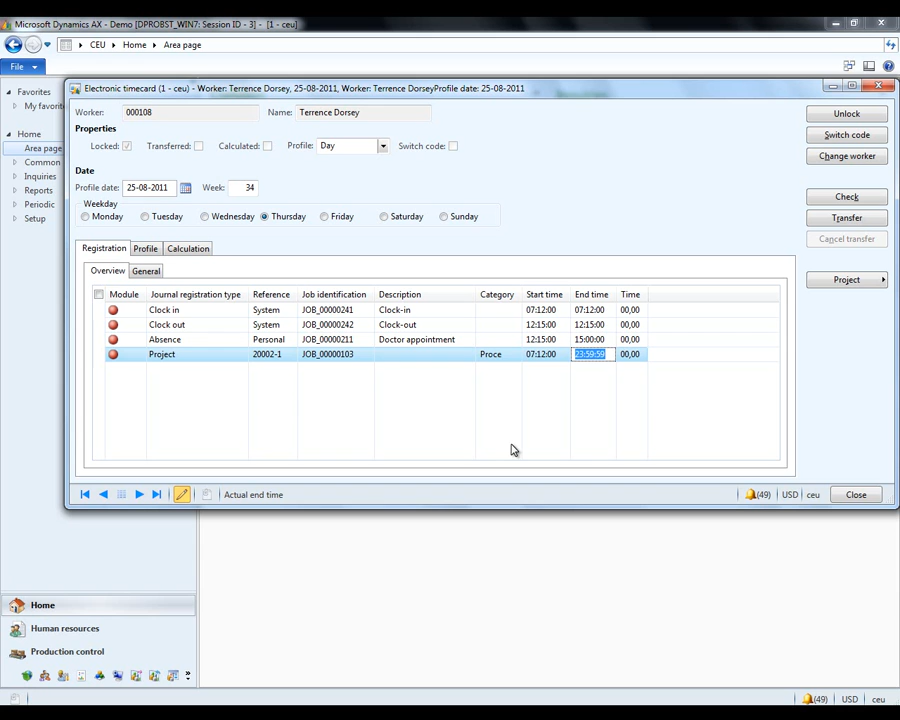 Microsoft Dynamics AX - Demo [DPROBST_WIN7: Session ID - 3] - [1 - ceu]
CEU Home Area page
File
Favorites
My favorit
Home
Area page
Common
Inquiries
Reports
Periodic
Setup
Electronic timecard (1 - ceu) - Worker: Terrence Dorsey, 25-08-2011, Worker: Terrence DorseyProfile date: 25-08-2011
Worker: 000108 Name: Terrence Dorsey
Properties
Locked: Transferred: Calculated: Profile: Day Switch code:
Date
Profile date: 25-08-2011 Week: 34
Weekday
Monday Tuesday Wednesday Thursday Friday Saturday Sunday
Registration Profile Calculation
Overview General
Module Journal registration type Reference Job identification Description Category Start time End time Time
Clock in System JOB_00000241 Clock-in 07:12:00 07:12:00 00,00
Clock out System JOB_00000242 Clock-out 12:15:00 12:15:00 00,00
Absence Personal JOB_00000211 Doctor appointment 12:15:00 15:00:00 00,00
Project 20002-1 JOB_00000103 Proce 07:12:00 23:59:59 00,00
Unlock
Switch code
Change worker
Check
Transfer
Cancel transfer
Project
Actual end time (49) USD ceu Close
Home
Human resources
Production control
(49) USD ceu